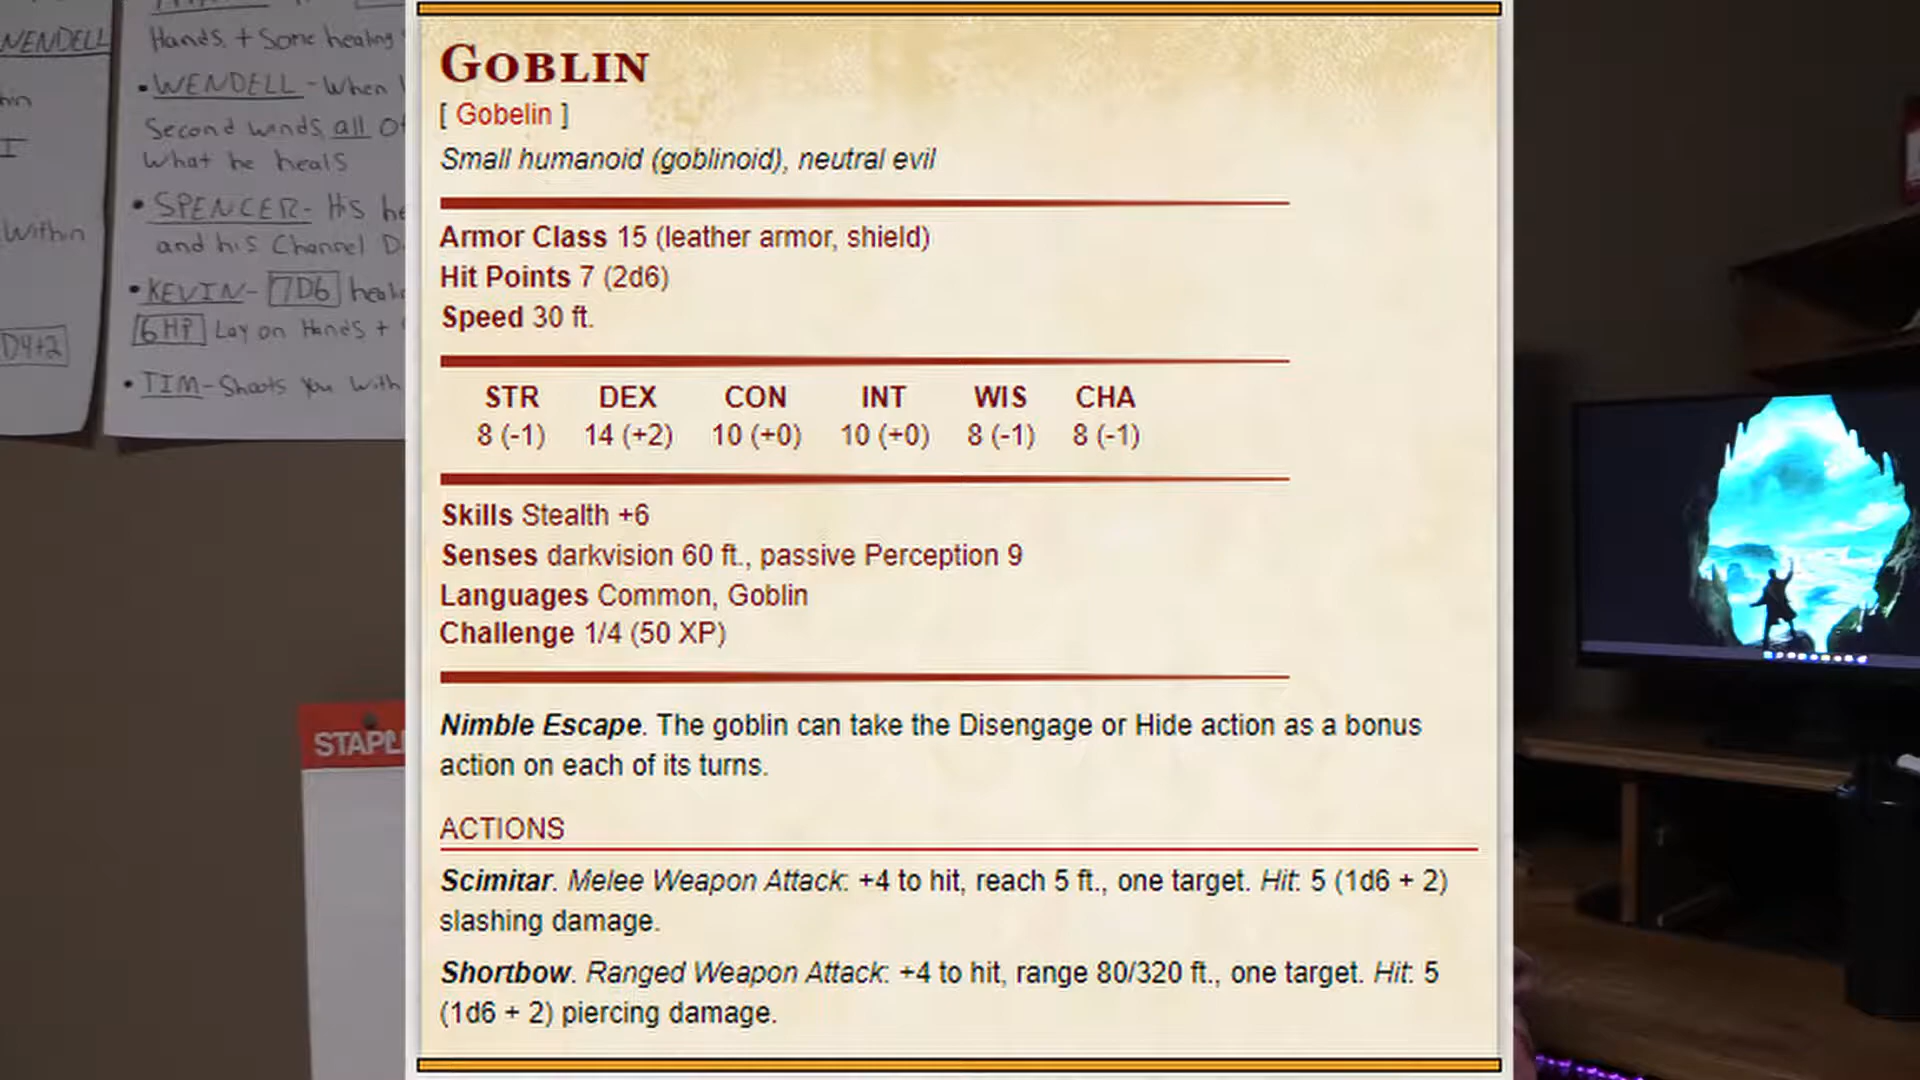 WENDELL
Hands. + Some healing
• WENDELL - When
Second winds, all of
What he heals
I
• SPENCER - His
Within
and his Channel
• KEVIN - 7D6
6HP Lay on Hands +
D4+2
• TIM - Shoots You With
STAPL
GOBLIN
[ Gobelin ]
Small humanoid (goblinoid), neutral evil
Armor Class 15 (leather armor, shield)
Hit Points 7 (2d6)
Speed 30 ft.
STR DEX CON INT WIS CHA
8 (-1) 14 (+2) 10 (+0) 10 (+0) 8 (-1) 8 (-1)
Skills Stealth +6
Senses darkvision 60 ft., passive Perception 9
Languages Common, Goblin
Challenge 1/4 (50 XP)
Nimble Escape. The goblin can take the Disengage or Hide action as a bonus
action on each of its turns.
ACTIONS
Scimitar. Melee Weapon Attack: +4 to hit, reach 5 ft., one target. Hit: 5 (1d6 + 2)
slashing damage.
Shortbow. Ranged Weapon Attack: +4 to hit, range 80/320 ft., one target. Hit: 5
(1d6 + 2) piercing damage.